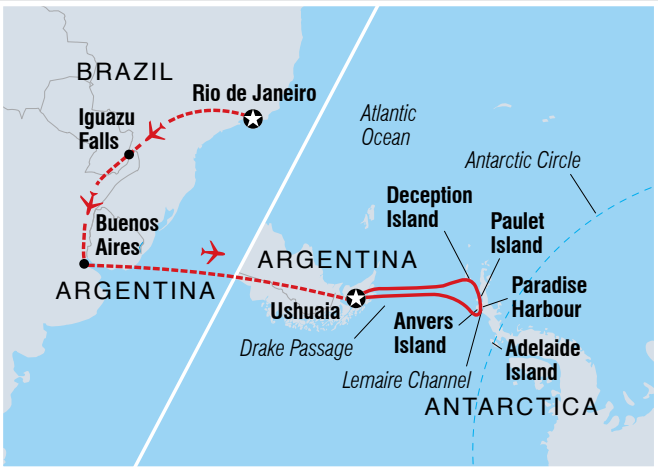 BRAZIL
Rio de Janeiro
Iguazu
Falls
Atlantic
Ocean
Antarctic Circle
Deception
Island
Paulet
Island
Buenos
Aires
ARGENTINA
ARGENTINA
Paradise
Harbour
Ushuaia
Anvers
Island
Drake Passage
Adelaide
Island
Lemaire Channel
ANTARCTICA